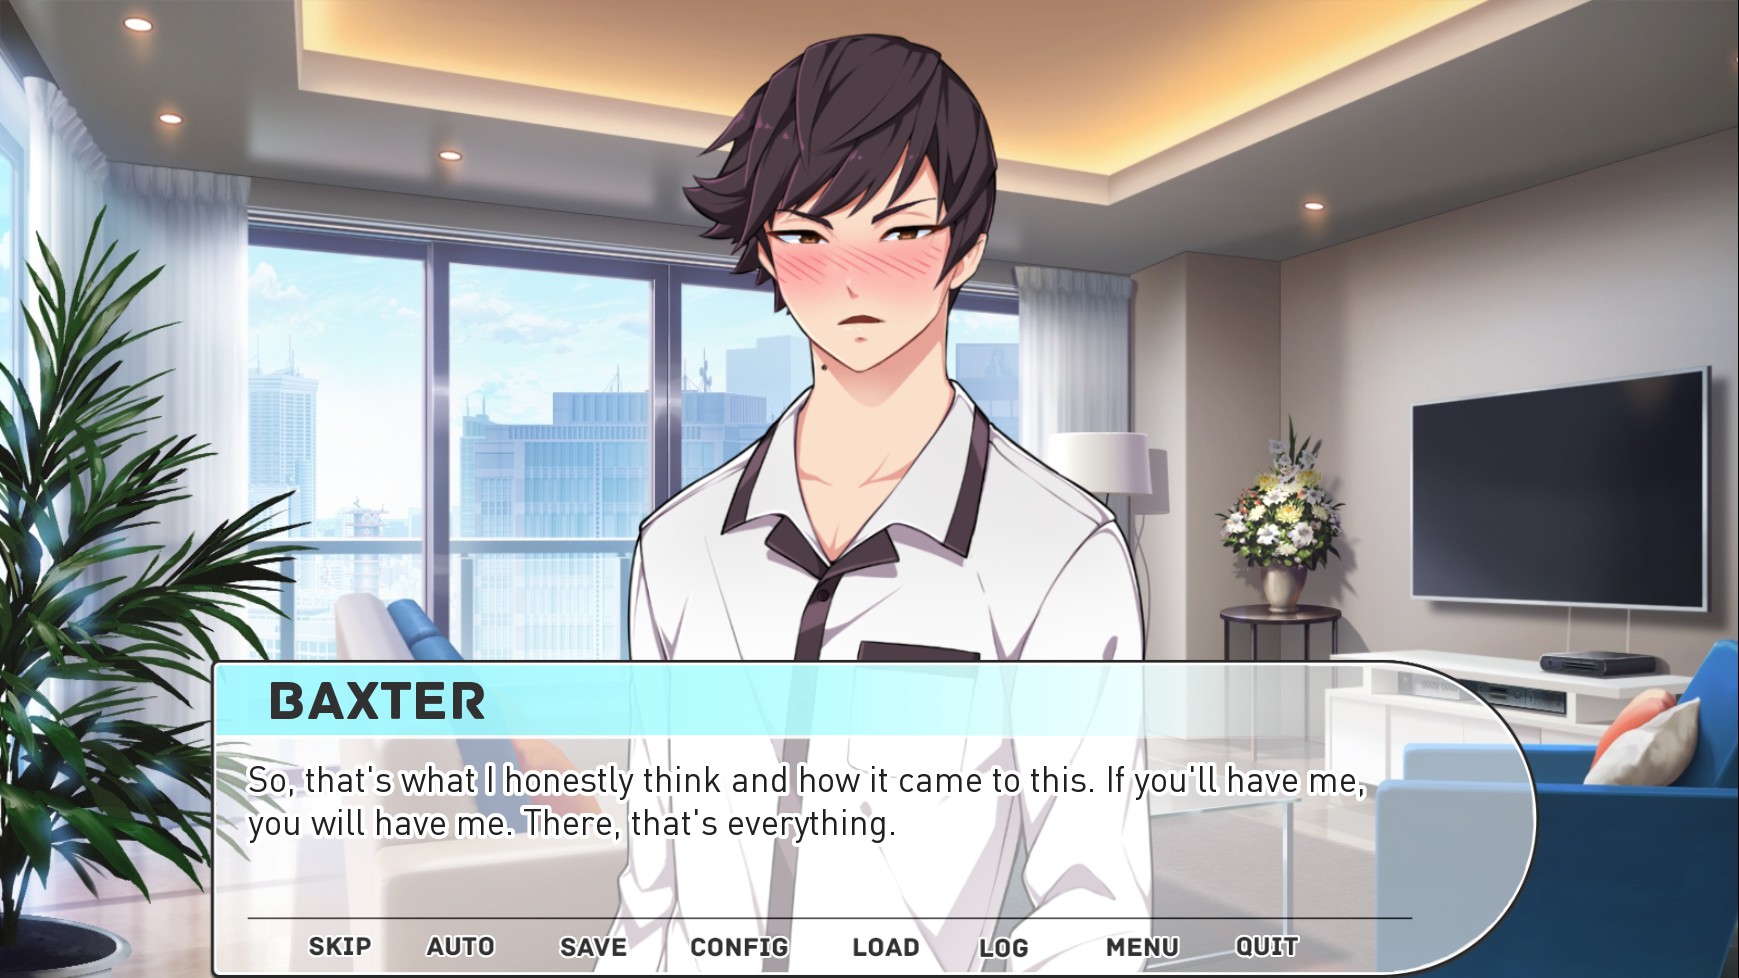 BAXTER
So, that's what I honestly think and how it came to this. If you'll have me,
you will have me. There, that's everything.
SKIP AUTO SAVE CONFIG LOAD LOG MENU QUIT